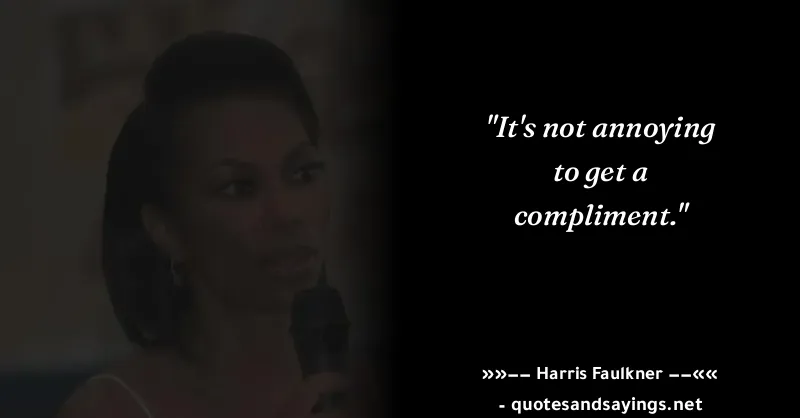 "It's not annoying
to get a
compliment."
»»–– Harris Faulkner ––««
- quotesandsayings.net